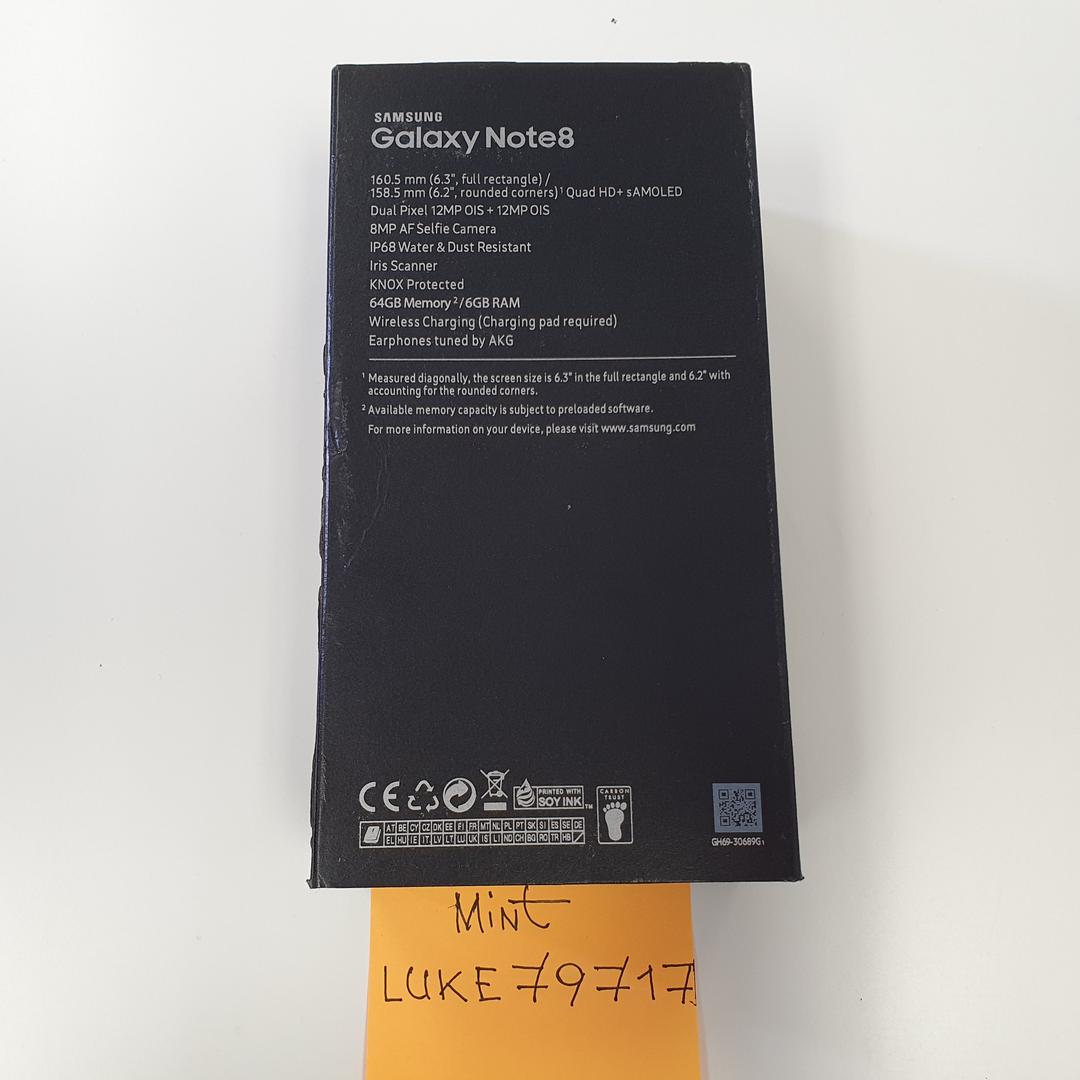 SAMSUNG
Galaxy Note8
160.5 mm (6.3", full rectangle) /
158.5 mm (6.2", rounded corners)¹ Quad HD+ sAMOLED
Dual Pixel 12MP OIS + 12MP OIS
8MP AF Selfie Camera
IP68 Water & Dust Resistant
Iris Scanner
KNOX Protected
64GB Memory²/6GB RAM
Wireless Charging (Charging pad required)
Earphones tuned by AKG
¹ Measured diagonally, the screen size is 6.3" in the full rectangle and 6.2" with
accounting for the rounded corners.
² Available memory capacity is subject to preloaded software.
For more information on your device, please visit www.samsung.com
CE
PRINTED WITH
SOY INK™
CARBON
TRUST
AT BE CY CZ DK EE FI FR MT NL PL PT SK SI ES SE DE
EL HU IE IT LV LT LU UK IS LI NO CH BG RO TR HB
GH69-30689G1
Mint
LUKE79717